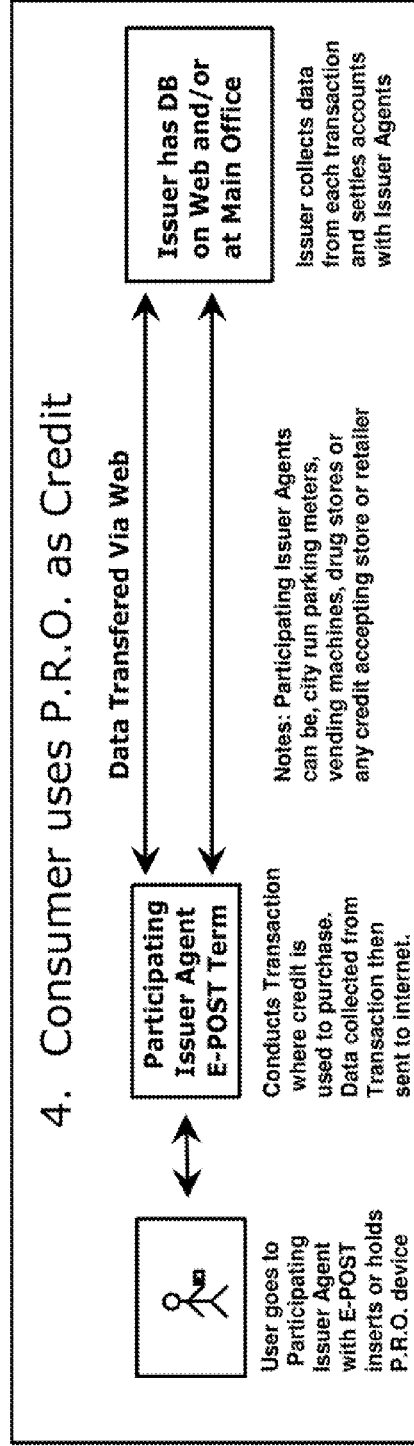 4. Consumer uses P.R.O. as Credit
Data Transfered Via Web
Participating
Issuer Agent
E-POST Term
Issuer has DB
on Web and/or
at Main Office
User goes to
Participating
Issuer Agent
with E-POST
inserts or holds
P.R.O. device
Conducts Transaction
where credit is
used to purchase.
Data collected from
Transaction then
sent to internet.
Notes: Participating Issuer Agents
can be, city run parking meters,
vending machines, drug stores or
any credit accepting store or retailer
Issuer collects data
from each transaction
and settles accounts
with Issuer Agents